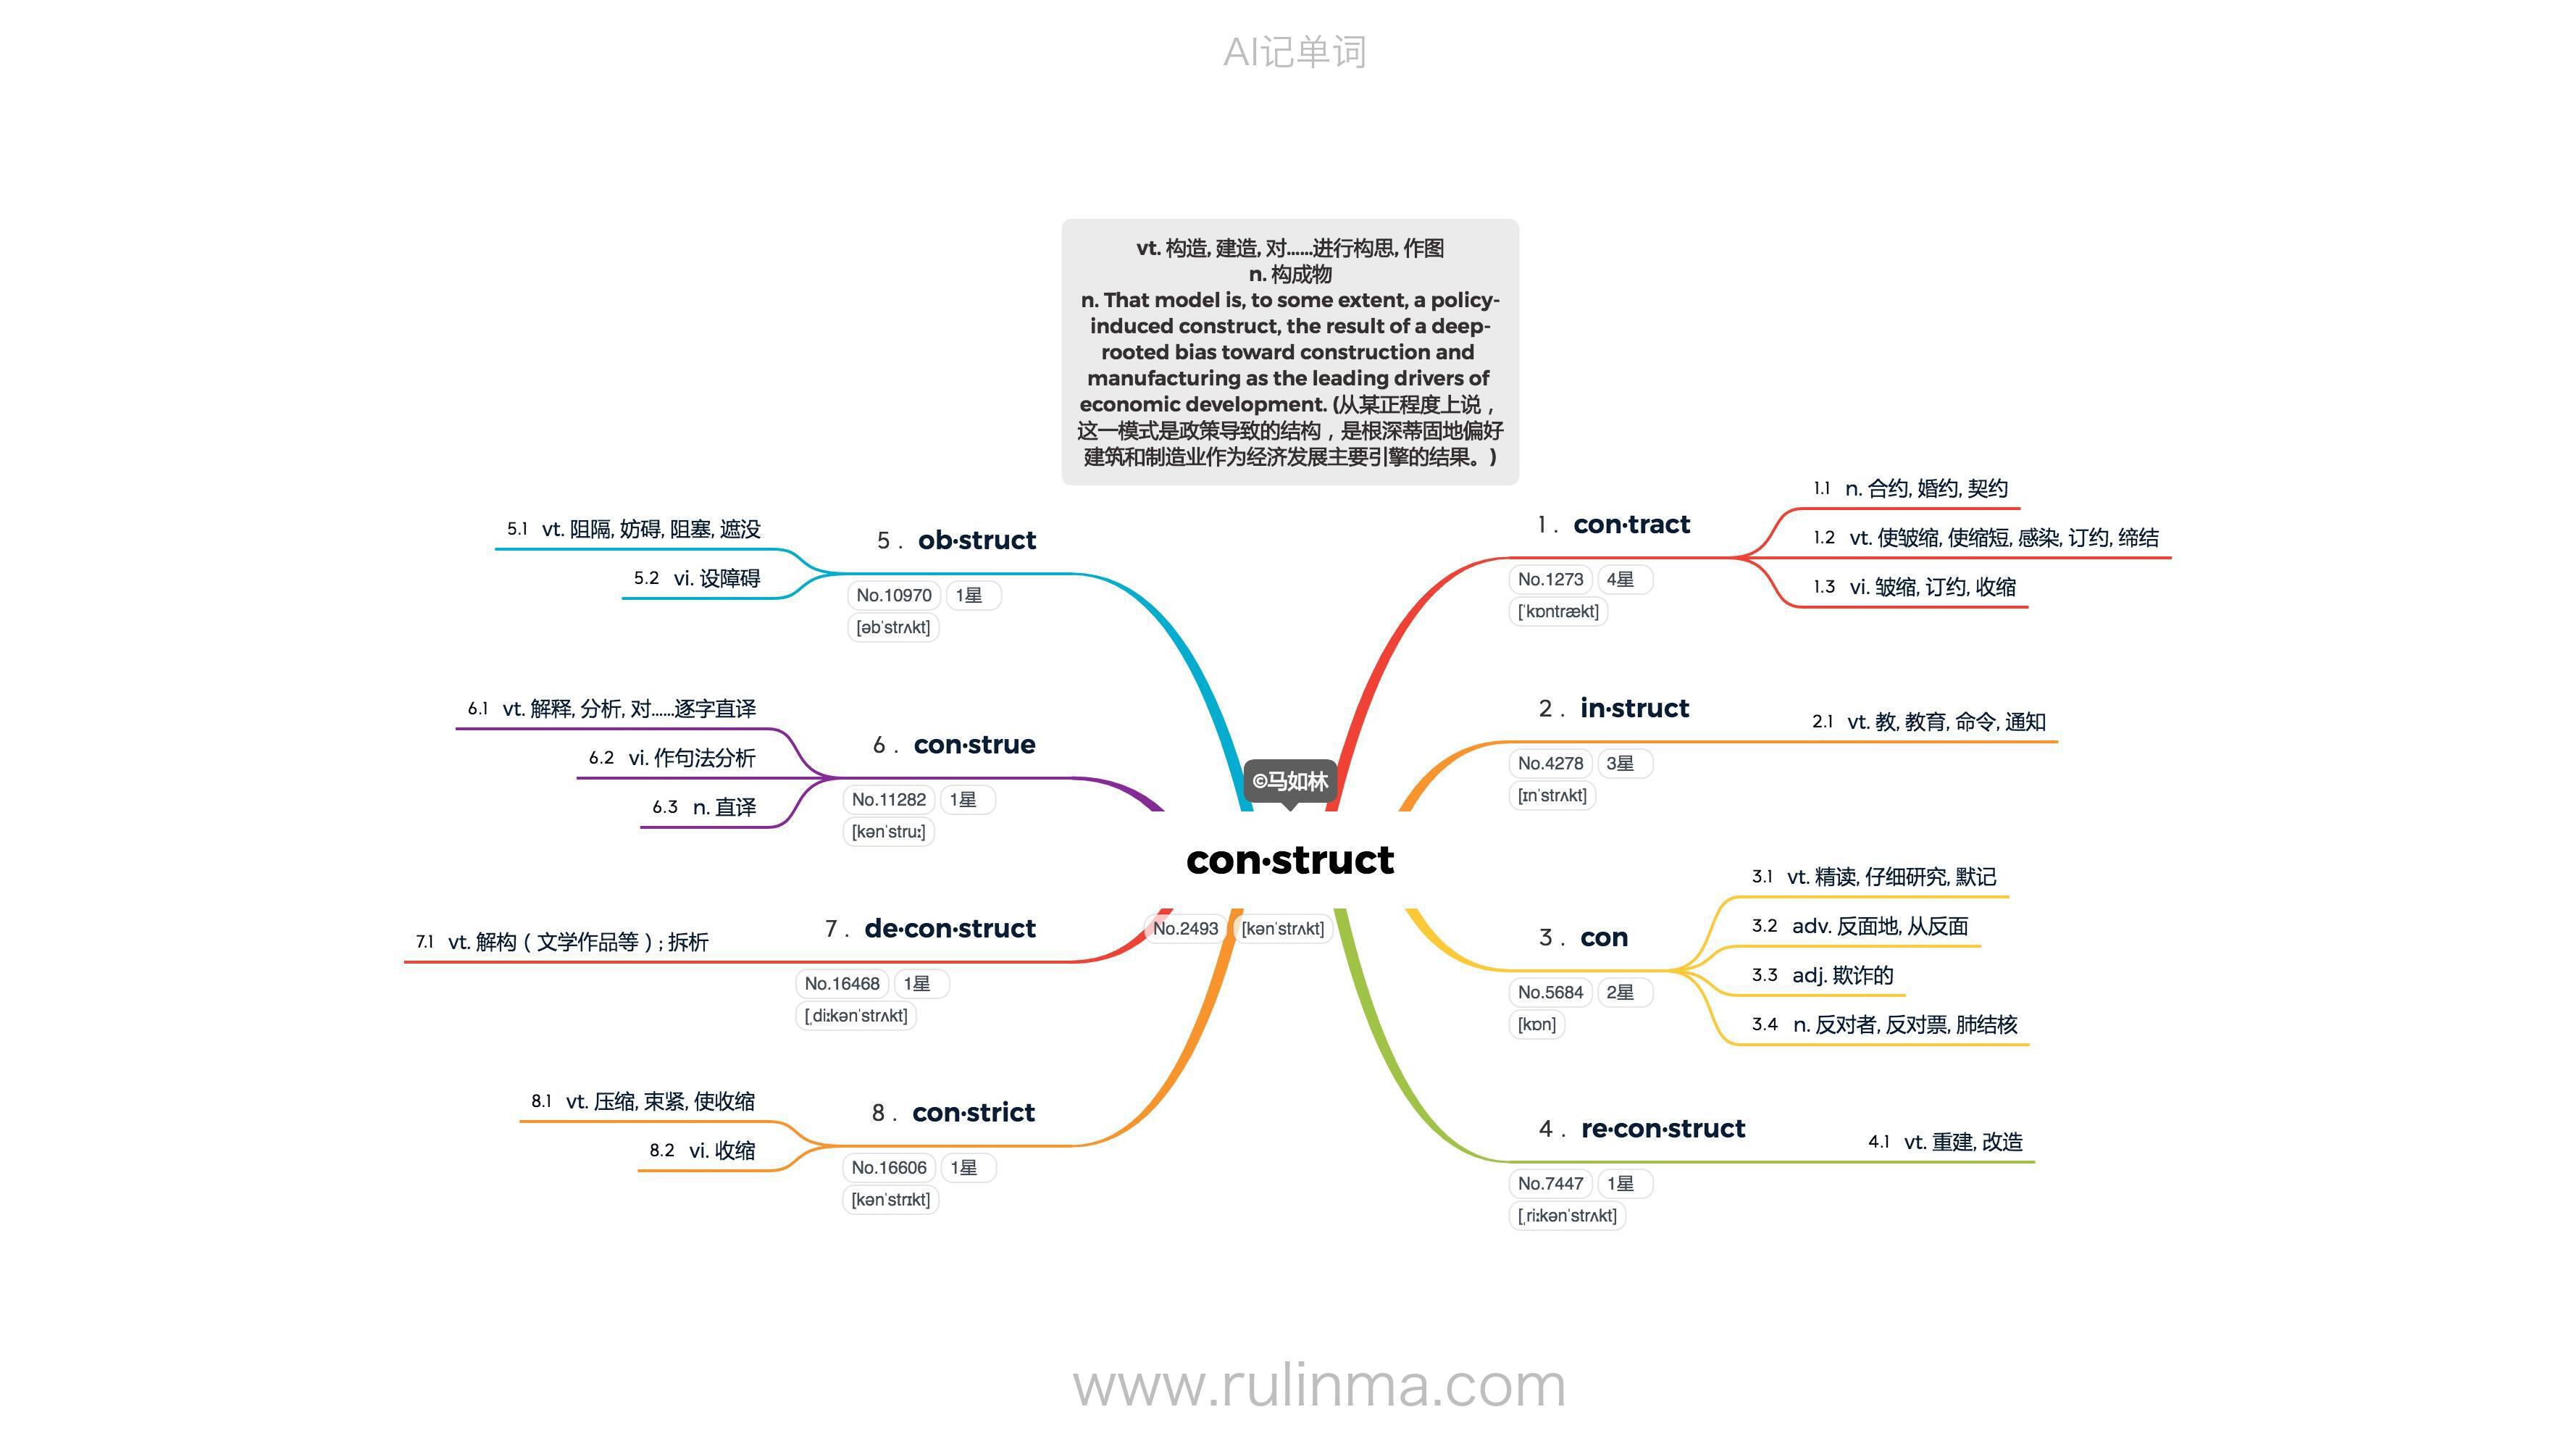 AI记单词
vt. 构造, 建造, 对……进行构思, 作图
n. 构成物
n. That model is, to some extent, a policy-
induced construct, the result of a deep-
rooted bias toward construction and
manufacturing as the leading drivers of
economic development. (从某正程度上说，
这一模式是政策导致的结构，是根深蒂固地偏好
建筑和制造业作为经济发展主要引擎的结果。)
©马如林
con·struct
No.2493 [kənˈstrʌkt]
1. con·tract
No.1273 4星
[ˈkɒntrækt]
1.1 n. 合约, 婚约, 契约
1.2 vt. 使皱缩, 使缩短, 感染, 订约, 缔结
1.3 vi. 皱缩, 订约, 收缩
2. in·struct
No.4278 3星
[ɪnˈstrʌkt]
2.1 vt. 教, 教育, 命令, 通知
3. con
No.5684 2星
[kɒn]
3.1 vt. 精读, 仔细研究, 默记
3.2 adv. 反面地, 从反面
3.3 adj. 欺诈的
3.4 n. 反对者, 反对票, 肺结核
4. re·con·struct
No.7447 1星
[ˌriːkənˈstrʌkt]
4.1 vt. 重建, 改造
5. ob·struct
No.10970 1星
[əbˈstrʌkt]
5.1 vt. 阻隔, 妨碍, 阻塞, 遮没
5.2 vi. 设障碍
6. con·strue
No.11282 1星
[kənˈstruː]
6.1 vt. 解释, 分析, 对……逐字直译
6.2 vi. 作句法分析
6.3 n. 直译
7. de·con·struct
No.16468 1星
[ˌdiːkənˈstrʌkt]
7.1 vt. 解构（文学作品等）; 拆析
8. con·strict
No.16606 1星
[kənˈstrɪkt]
8.1 vt. 压缩, 束紧, 使收缩
8.2 vi. 收缩
www.rulinma.com